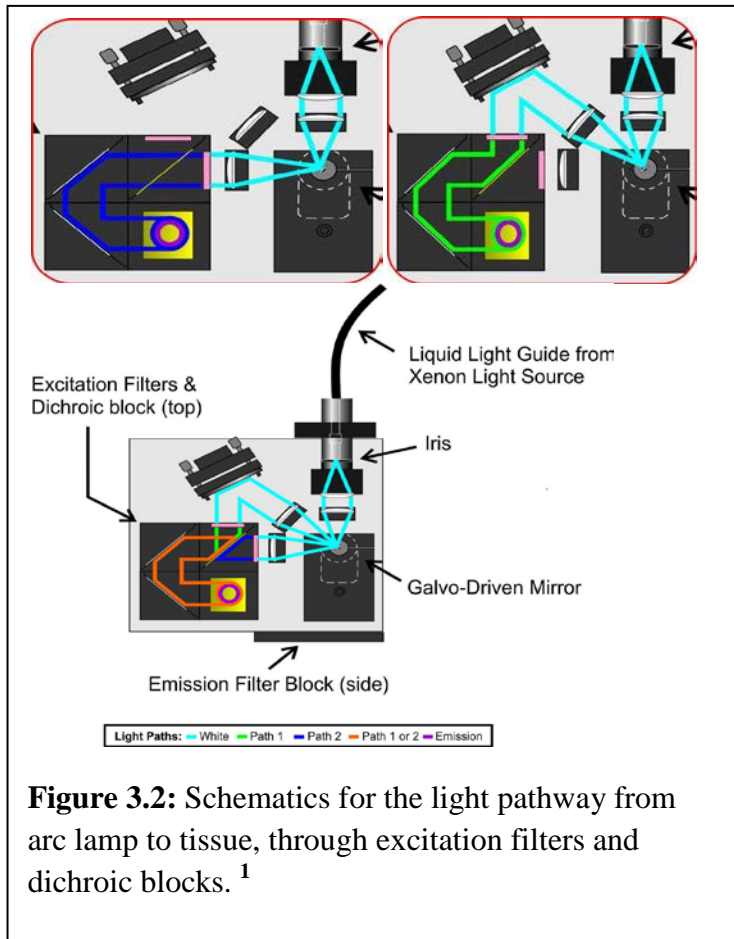 Liquid Light Guide from
Xenon Light Source
Excitation Filters &
Dichroic block (top)
Iris
Galvo-Driven Mirror
Emission Filter Block (side)
Light Paths: White Path 1 Path 2 Path 1 or 2 Emission
Figure 3.2: Schematics for the light pathway from
arc lamp to tissue, through excitation filters and
dichroic blocks. 1